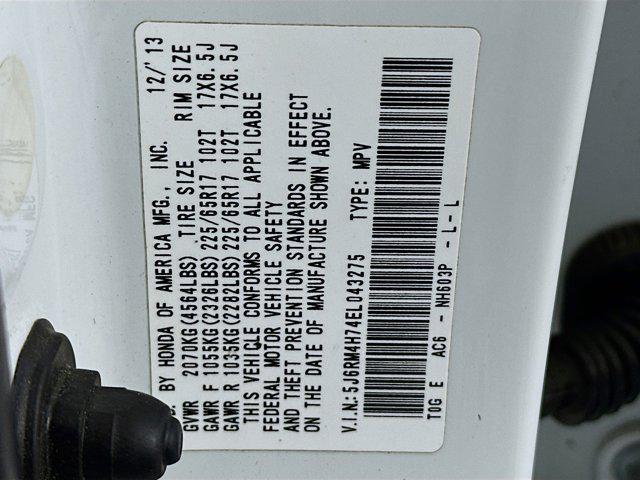 D. BY HONDA OF AMERICA MFG., INC. 12/'13
GVWR 2070KG(4564LBS) TIRE SIZE RIM SIZE
GAWR F 1055KG(2326LBS) 225/65R17 102T 17X6.5J
GAWR R 1035KG(2282LBS) 225/65R17 102T 17X6.5J
THIS VEHICLE CONFORMS TO ALL APPLICABLE
FEDERAL MOTOR VEHICLE SAFETY
AND THEFT PREVENTION STANDARDS IN EFFECT
ON THE DATE OF MANUFACTURE SHOWN ABOVE.
V.I.N.: 5J6RM4H74EL043275 TYPE: MPV
T0G E AC6 - NH603P - L-L